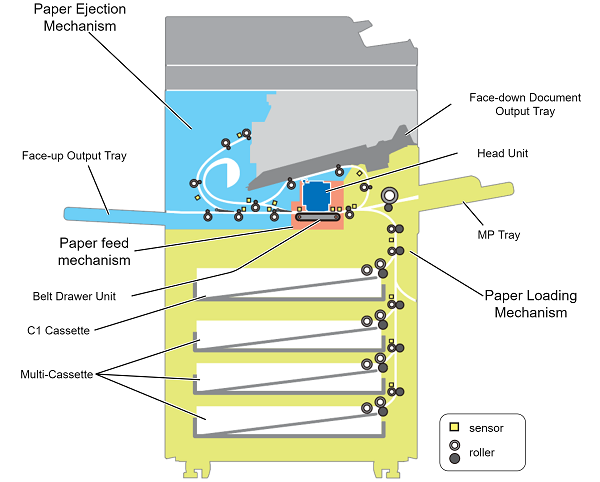 Paper Ejection
Mechanism
Face-down Document
Output Tray
Head Unit
Face-up Output Tray
MP Tray
Paper feed
mechanism
Belt Drawer Unit
Paper Loading
Mechanism
C1 Cassette
Multi-Cassette
sensor
roller